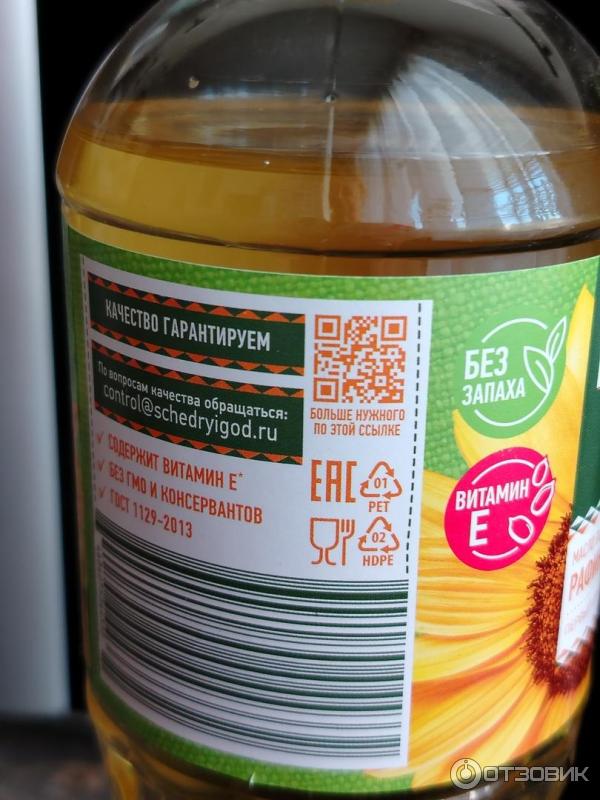 КАЧЕСТВО ГАРАНТИРУЕМ
По вопросам качества обращаться:
control@schedryigod.ru
✓ СОДЕРЖИТ ВИТАМИН Е*
✓ БЕЗ ГМО И КОНСЕРВАНТОВ
✓ ГОСТ 1129-2013
БОЛЬШЕ НУЖНОГО
ПО ЭТОЙ ССЫЛКЕ
EAC
01
PET
02
HDPE
БЕЗ
ЗАПАХА
ВИТАМИН
Е
ОТЗОВИК